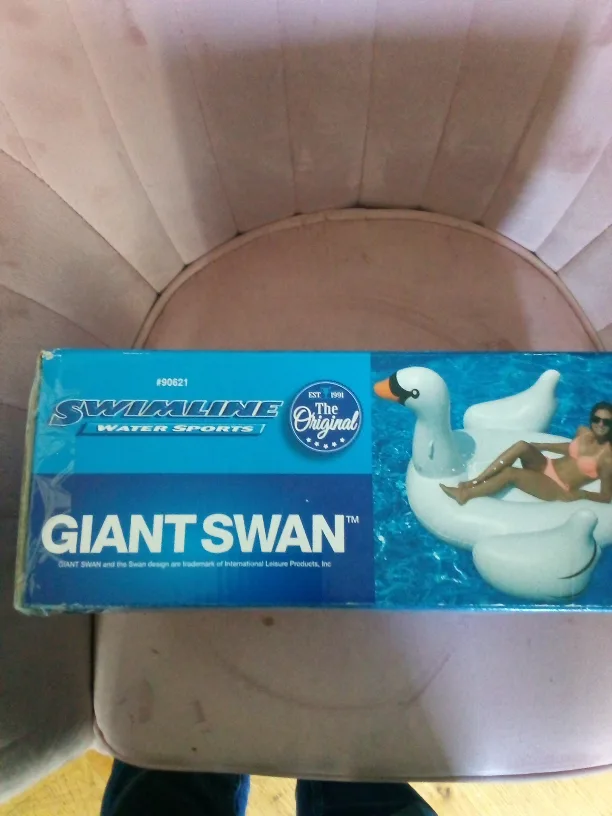 #90621
SWIMLINE
WATER SPORTS
EST. 1991
The
Original
GIANT SWAN™
GIANT SWAN and the Swan design are trademark of International Leisure Products, Inc